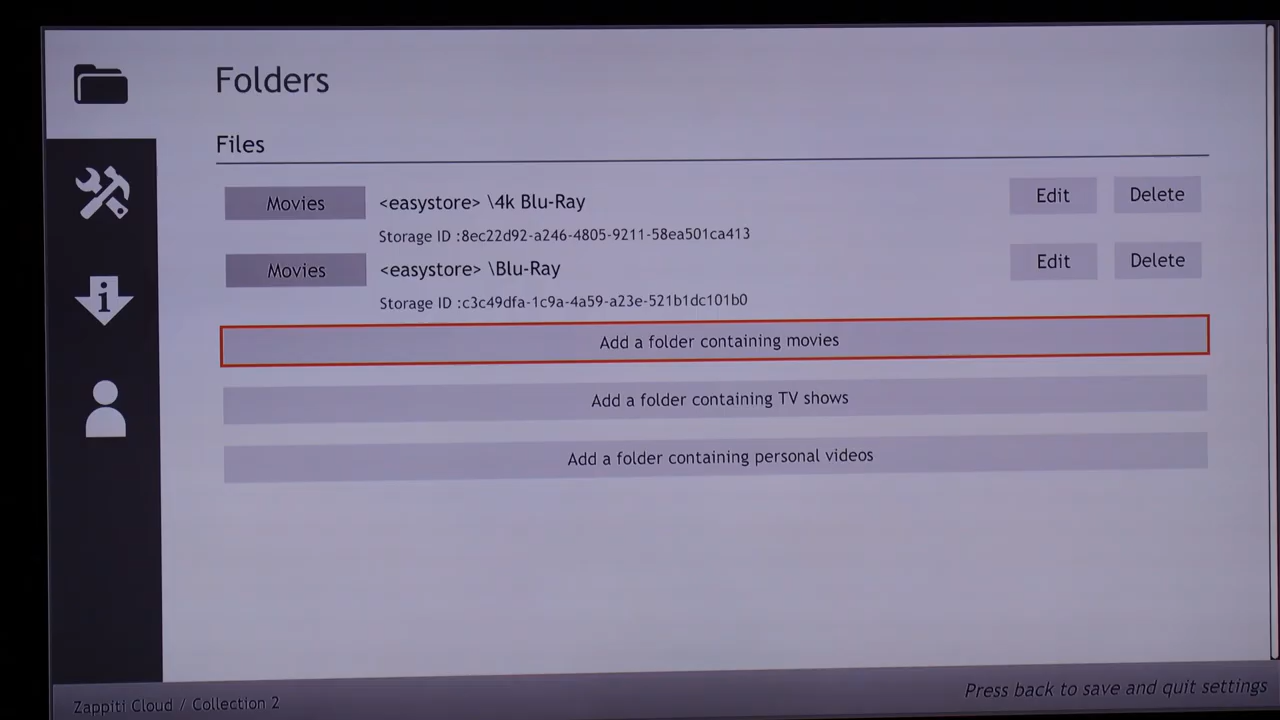 Folders
Files
Movies <easystore> \4k Blu-Ray Edit Delete
Storage ID :8ec22d92-a246-4805-9211-58ea501ca413
Movies <easystore> \Blu-Ray Edit Delete
Storage ID :c3c49dfa-1c9a-4a59-a23e-521b1dc101b0
Add a folder containing movies
Add a folder containing TV shows
Add a folder containing personal videos
Zappiti Cloud / Collection 2 Press back to save and quit settings